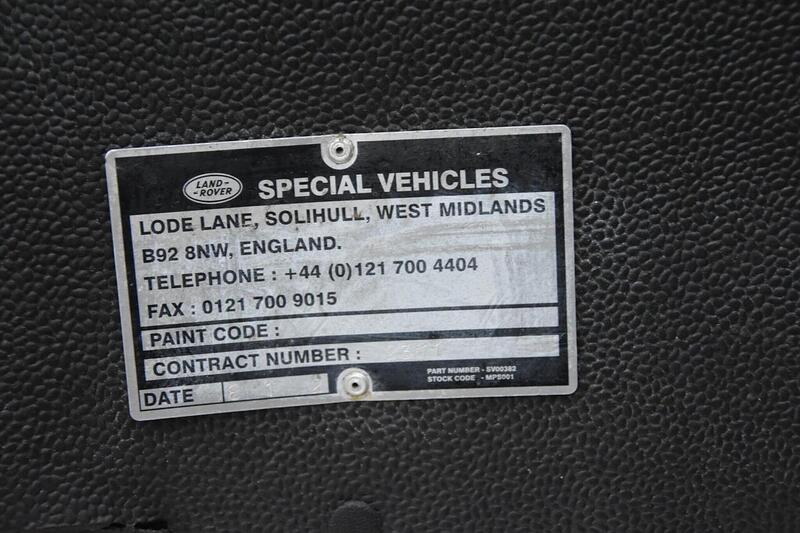 LAND-
-ROVER
SPECIAL VEHICLES
LODE LANE, SOLIHULL, WEST MIDLANDS
B92 8NW, ENGLAND.
TELEPHONE : +44 (0)121 700 4404
FAX : 0121 700 9015
PAINT CODE :
CONTRACT NUMBER :
DATE
PART NUMBER - SV00382
STOCK CODE - MPS001